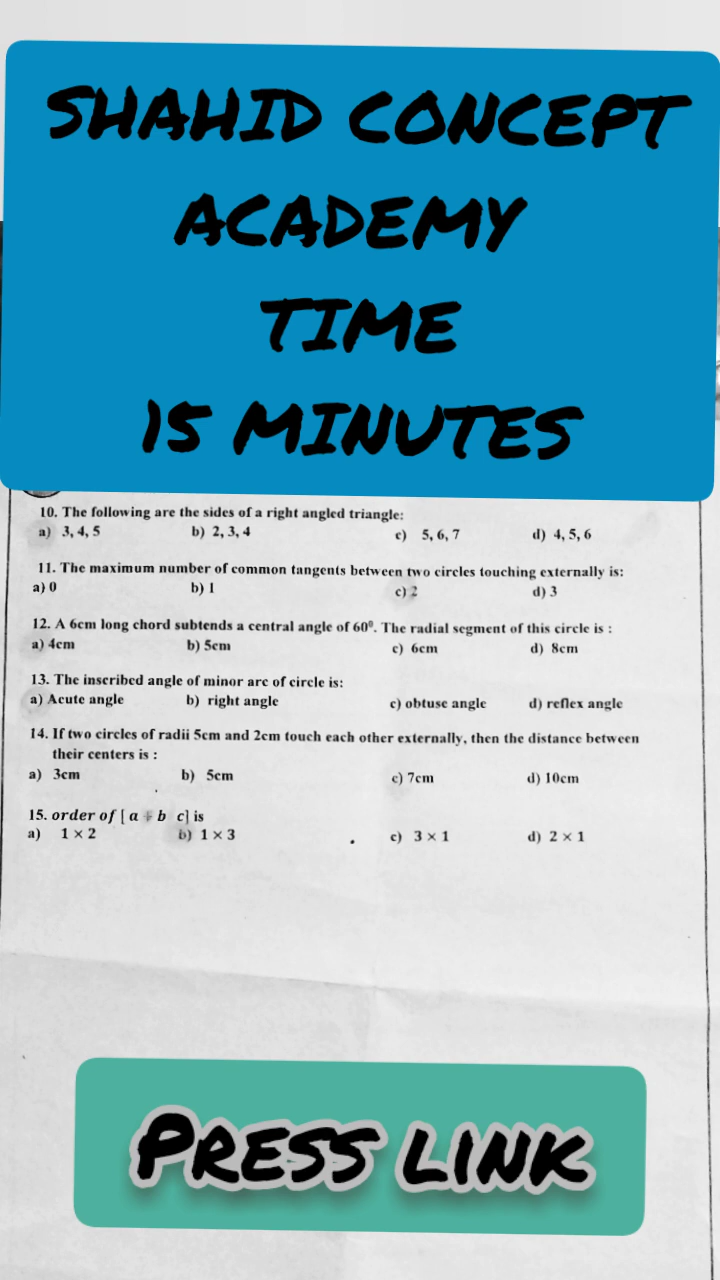 SHAHID CONCEPT
ACADEMY
TIME
15 MINUTES
10. The following are the sides of a right angled triangle:
a) 3, 4, 5 b) 2, 3, 4 c) 5, 6, 7 d) 4, 5, 6
11. The maximum number of common tangents between two circles touching externally is:
a) 0 b) 1 c) 2 d) 3
12. A 6cm long chord subtends a central angle of 60⁰. The radial segment of this circle is :
a) 4cm b) 5cm c) 6cm d) 8cm
13. The inscribed angle of minor arc of circle is:
a) Acute angle b) right angle c) obtuse angle d) reflex angle
14. If two circles of radii 5cm and 2cm touch each other externally, then the distance between
their centers is :
a) 3cm b) 5cm c) 7cm d) 10cm
15. order of [ a + b c] is
a) 1 × 2 b) 1 × 3 c) 3 × 1 d) 2 × 1
PRESS LINK